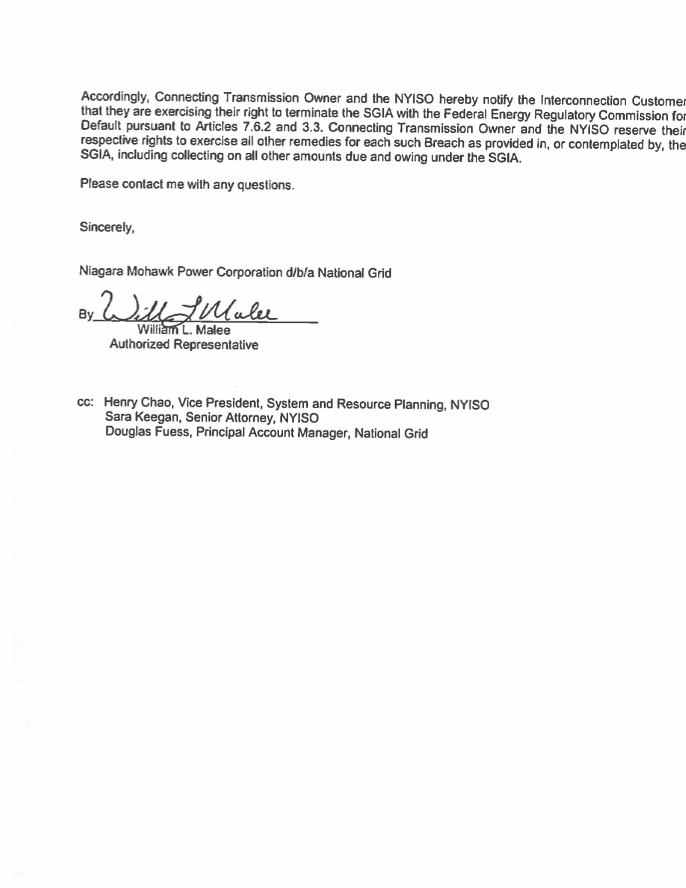 Accordingly, Connecting Transmission Owner and the NYISO hereby notify the Interconnection Customer
that they are exercising their right to terminate the SGIA with the Federal Energy Regulatory Commission for
Default pursuant to Articles 7.6.2 and 3.3. Connecting Transmission Owner and the NYISO reserve their
respective rights to exercise all other remedies for each such Breach as provided in, or contemplated by, the
SGIA, including collecting on all other amounts due and owing under the SGIA.
Please contact me with any questions.
Sincerely,
Niagara Mohawk Power Corporation d/b/a National Grid
By Will L Malee
William L. Malee
Authorized Representative
cc: Henry Chao, Vice President, System and Resource Planning, NYISO
Sara Keegan, Senior Attorney, NYISO
Douglas Fuess, Principal Account Manager, National Grid